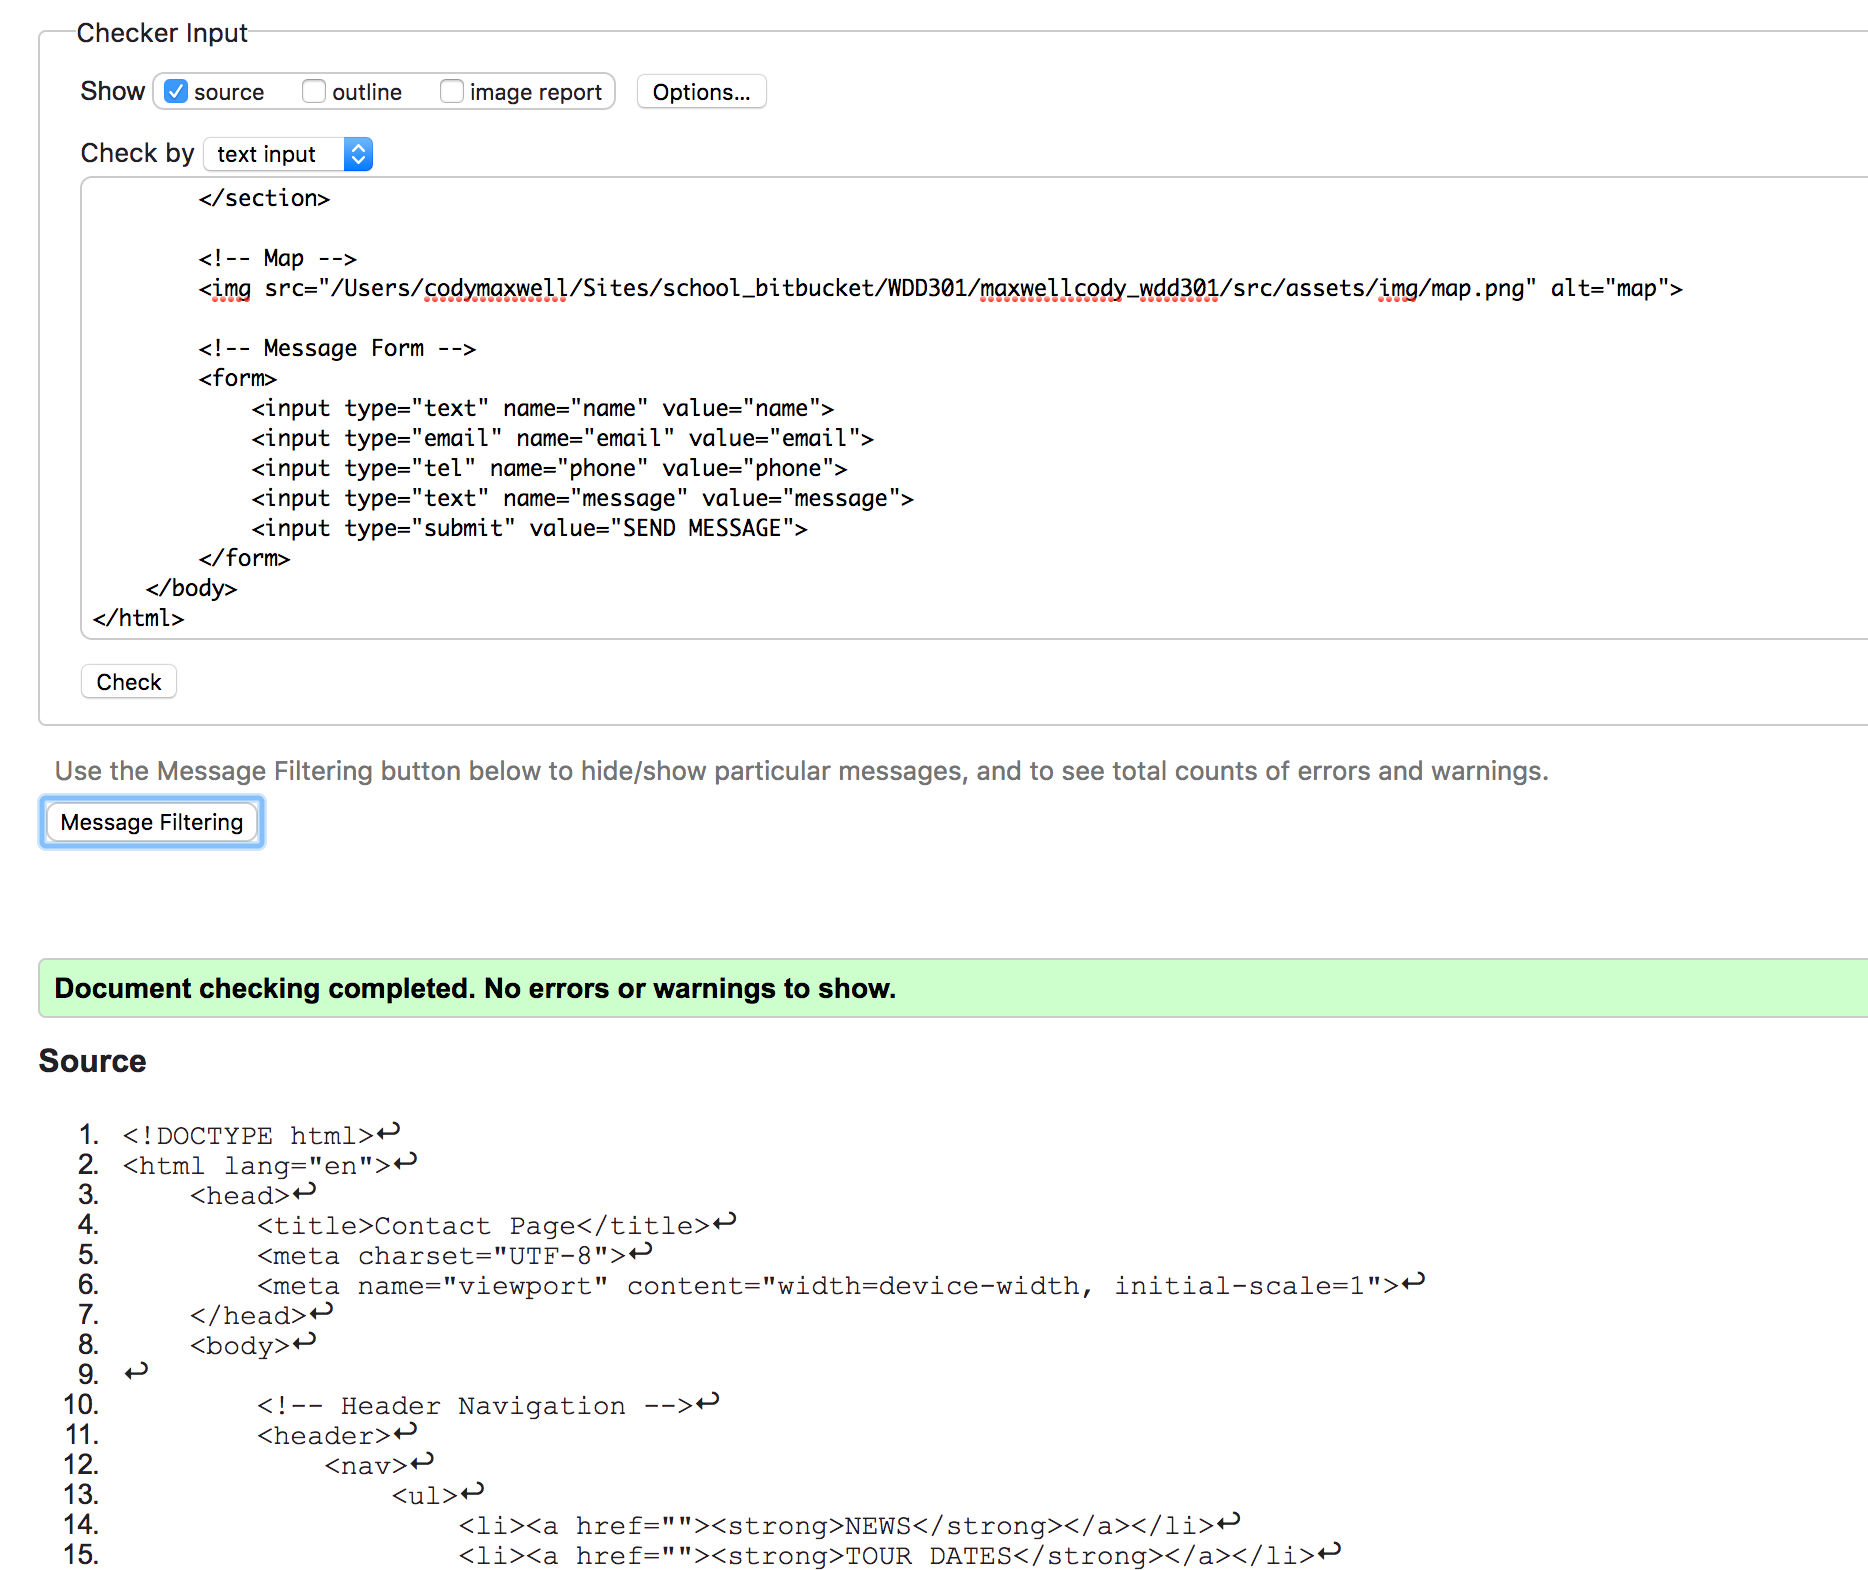 Checker Input
Show source outline image report Options...
Check by text input
</section>
<!-- Map -->
<img src="/Users/codymaxwell/Sites/school_bitbucket/WDD301/maxwellcody_wdd301/src/assets/img/map.png" alt="map">
<!-- Message Form -->
<form>
<input type="text" name="name" value="name">
<input type="email" name="email" value="email">
<input type="tel" name="phone" value="phone">
<input type="text" name="message" value="message">
<input type="submit" value="SEND MESSAGE">
</form>
</body>
</html>
Check
Use the Message Filtering button below to hide/show particular messages, and to see total counts of errors and warnings.
Message Filtering
Document checking completed. No errors or warnings to show.
Source
1. <!DOCTYPE html>↩
2. <html lang="en">↩
3. <head>↩
4. <title>Contact Page</title>↩
5. <meta charset="UTF-8">↩
6. <meta name="viewport" content="width=device-width, initial-scale=1">↩
7. </head>↩
8. <body>↩
9. ↩
10. <!-- Header Navigation -->↩
11. <header>↩
12. <nav>↩
13. <ul>↩
14. <li><a href=""><strong>NEWS</strong></a></li>↩
15. <li><a href=""><strong>TOUR DATES</strong></a></li>↩